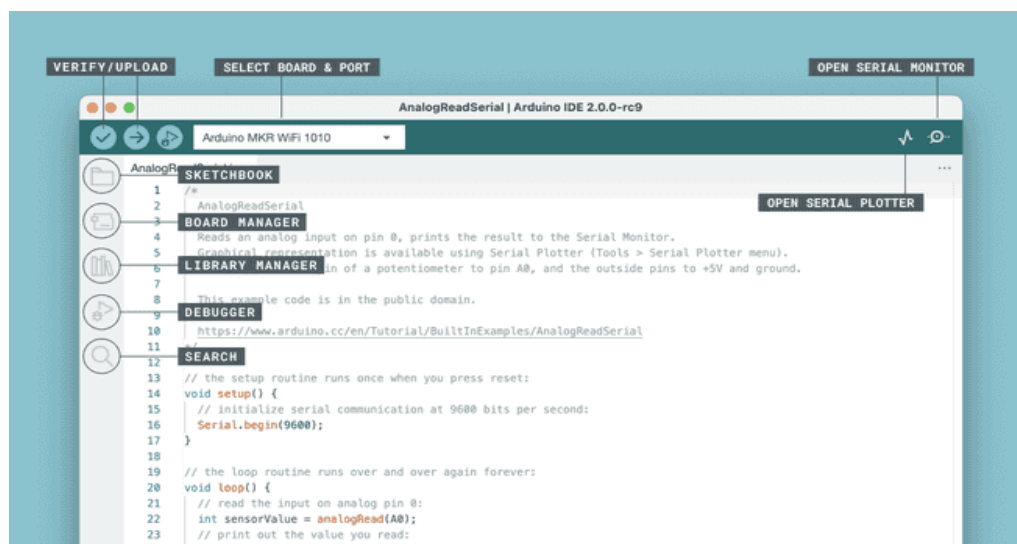 VERIFY/UPLOAD
SELECT BOARD & PORT
OPEN SERIAL MONITOR
AnalogReadSerial | Arduino IDE 2.0.0-rc9
Arduino MKR WiFi 1010
AnalogR
SKETCHBOOK
OPEN SERIAL PLOTTER
1 /*
2 AnalogReadSerial
3
BOARD MANAGER
4 Reads an analog input on pin 0, prints the result to the Serial Monitor.
5 Graphical representation is available using Serial Plotter (Tools > Serial Plotter menu).
LIBRARY MANAGER
6 in of a potentiometer to pin A0, and the outside pins to +5V and ground.
7
8 This example code is in the public domain.
9
DEBUGGER
10 https://www.arduino.cc/en/Tutorial/BuiltInExamples/AnalogReadSerial
11 */
12
SEARCH
13 // the setup routine runs once when you press reset:
14 void setup() {
15 // initialize serial communication at 9600 bits per second:
16 Serial.begin(9600);
17 }
18
19 // the loop routine runs over and over again forever:
20 void loop() {
21 // read the input on analog pin 0:
22 int sensorValue = analogRead(A0);
23 // print out the value you read: